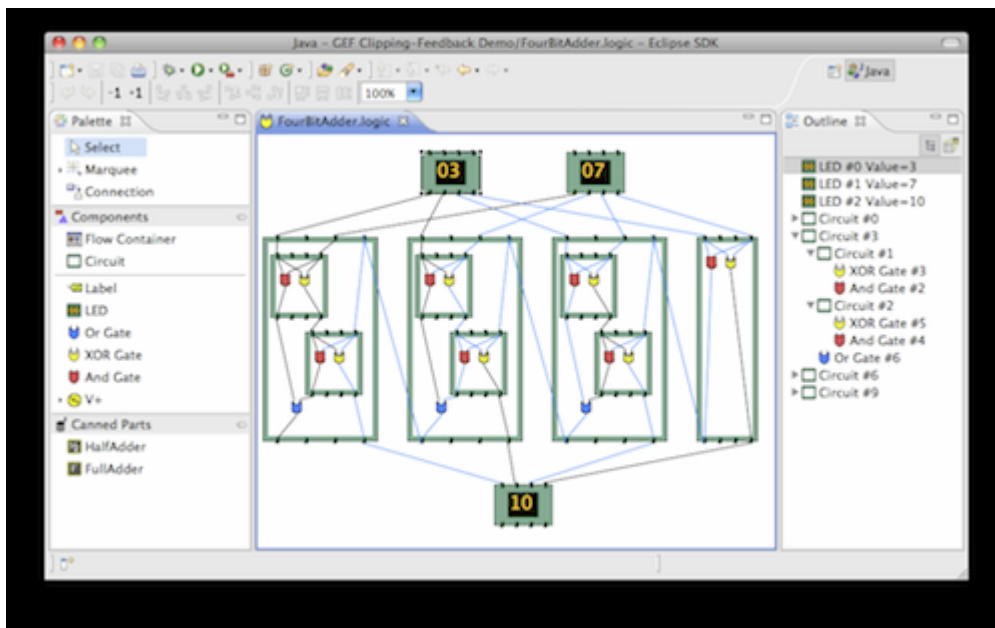 Java – GEF Clipping-Feedback Demo/FourBitAdder.logic – Eclipse SDK
Java
-1 -1 100%
Palette
Select
Marquee
Connection
Components
Flow Container
Circuit
Label
LED
Or Gate
XOR Gate
And Gate
V+
Canned Parts
HalfAdder
FullAdder
FourBitAdder.logic
03 07
10
Outline
LED #0 Value=3
LED #1 Value=7
LED #2 Value=10
Circuit #0
Circuit #3
Circuit #1
XOR Gate #3
And Gate #2
Circuit #2
XOR Gate #5
And Gate #4
Or Gate #6
Circuit #6
Circuit #9